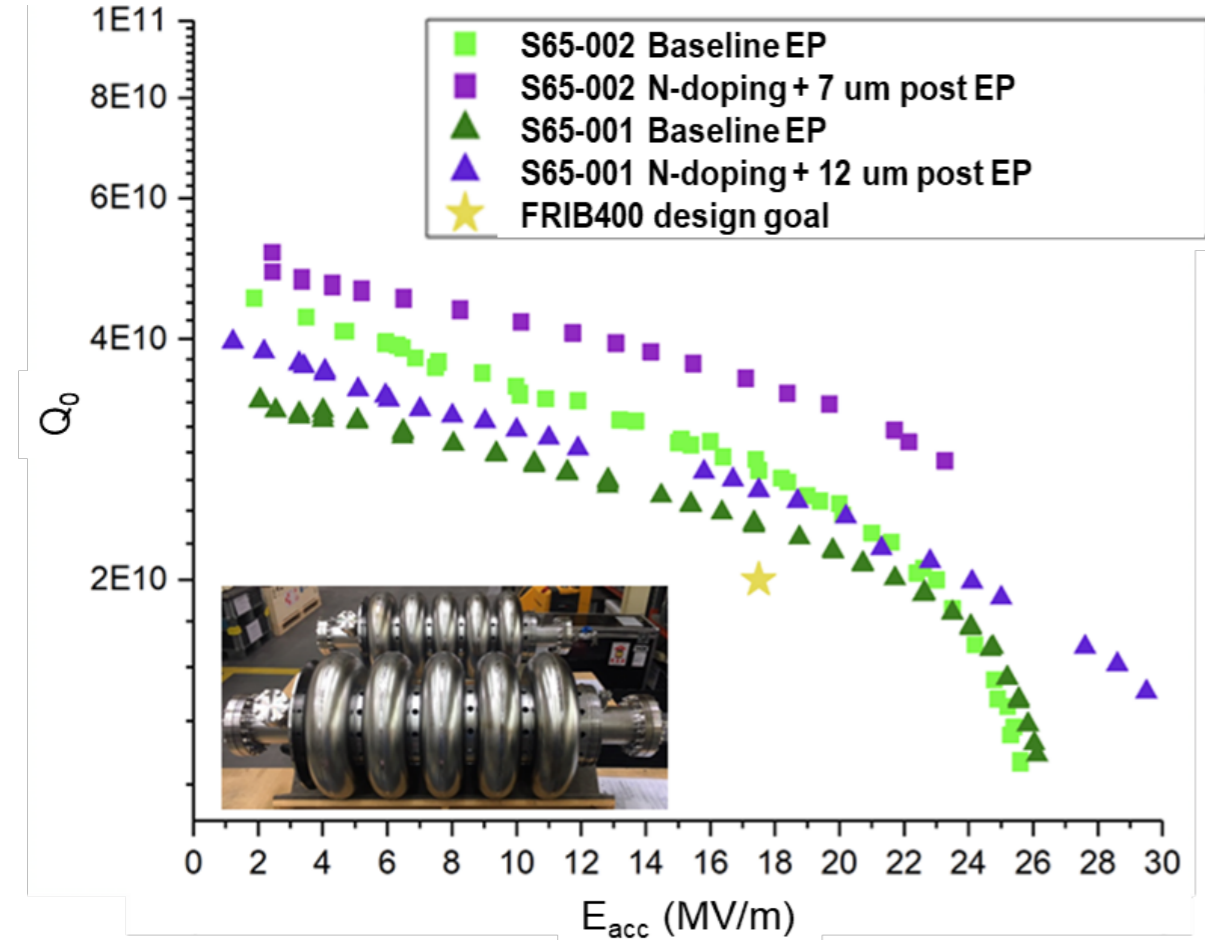 1E11
8E10
6E10
4E10
2E10
Q0
S65-002 Baseline EP
S65-002 N-doping + 7 um post EP
S65-001 Baseline EP
S65-001 N-doping + 12 um post EP
FRIB400 design goal
0 2 4 6 8 10 12 14 16 18 20 22 24 26 28 30
Eacc (MV/m)